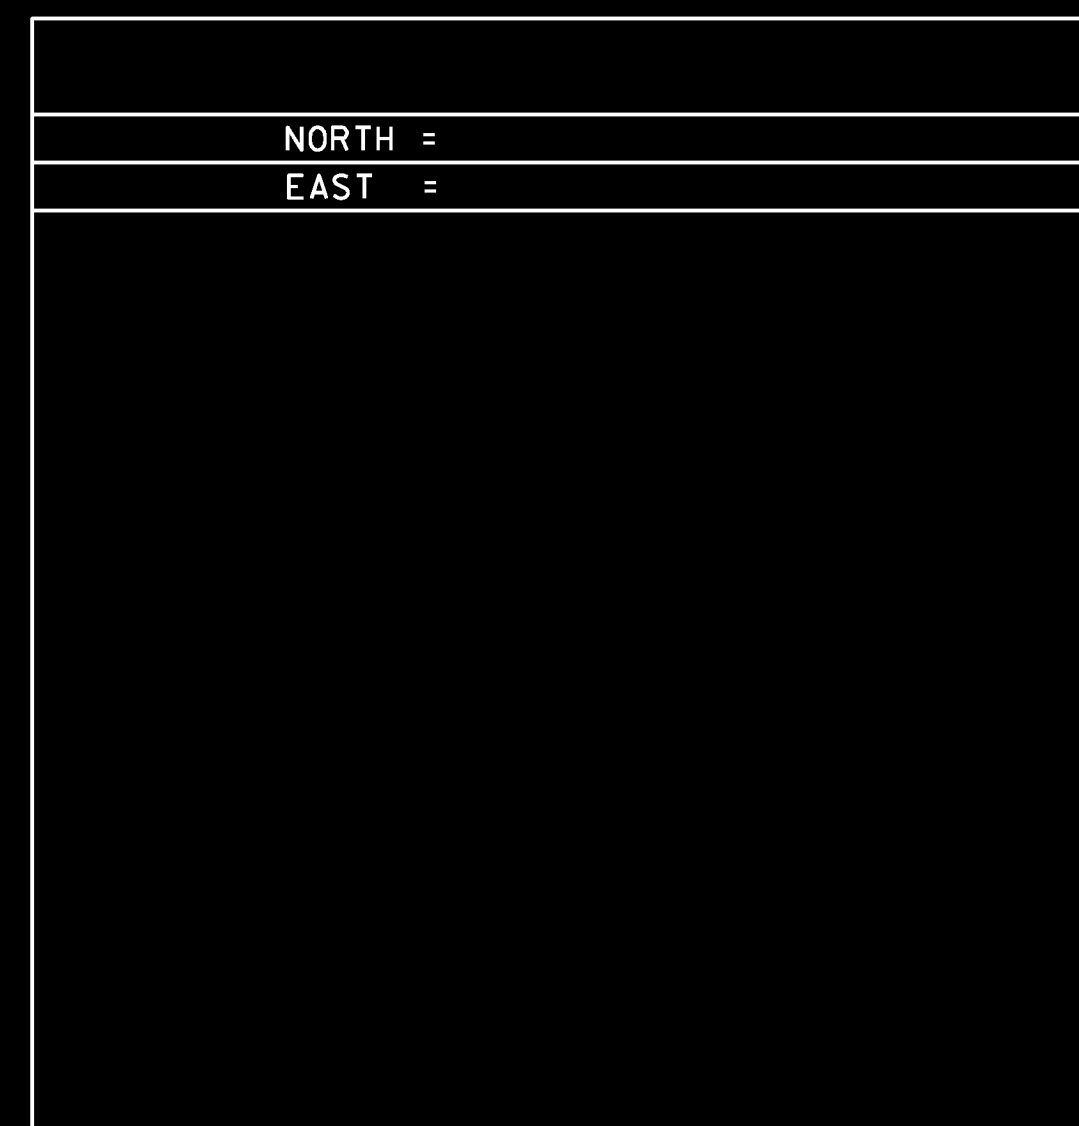 NORTH =
EAST =